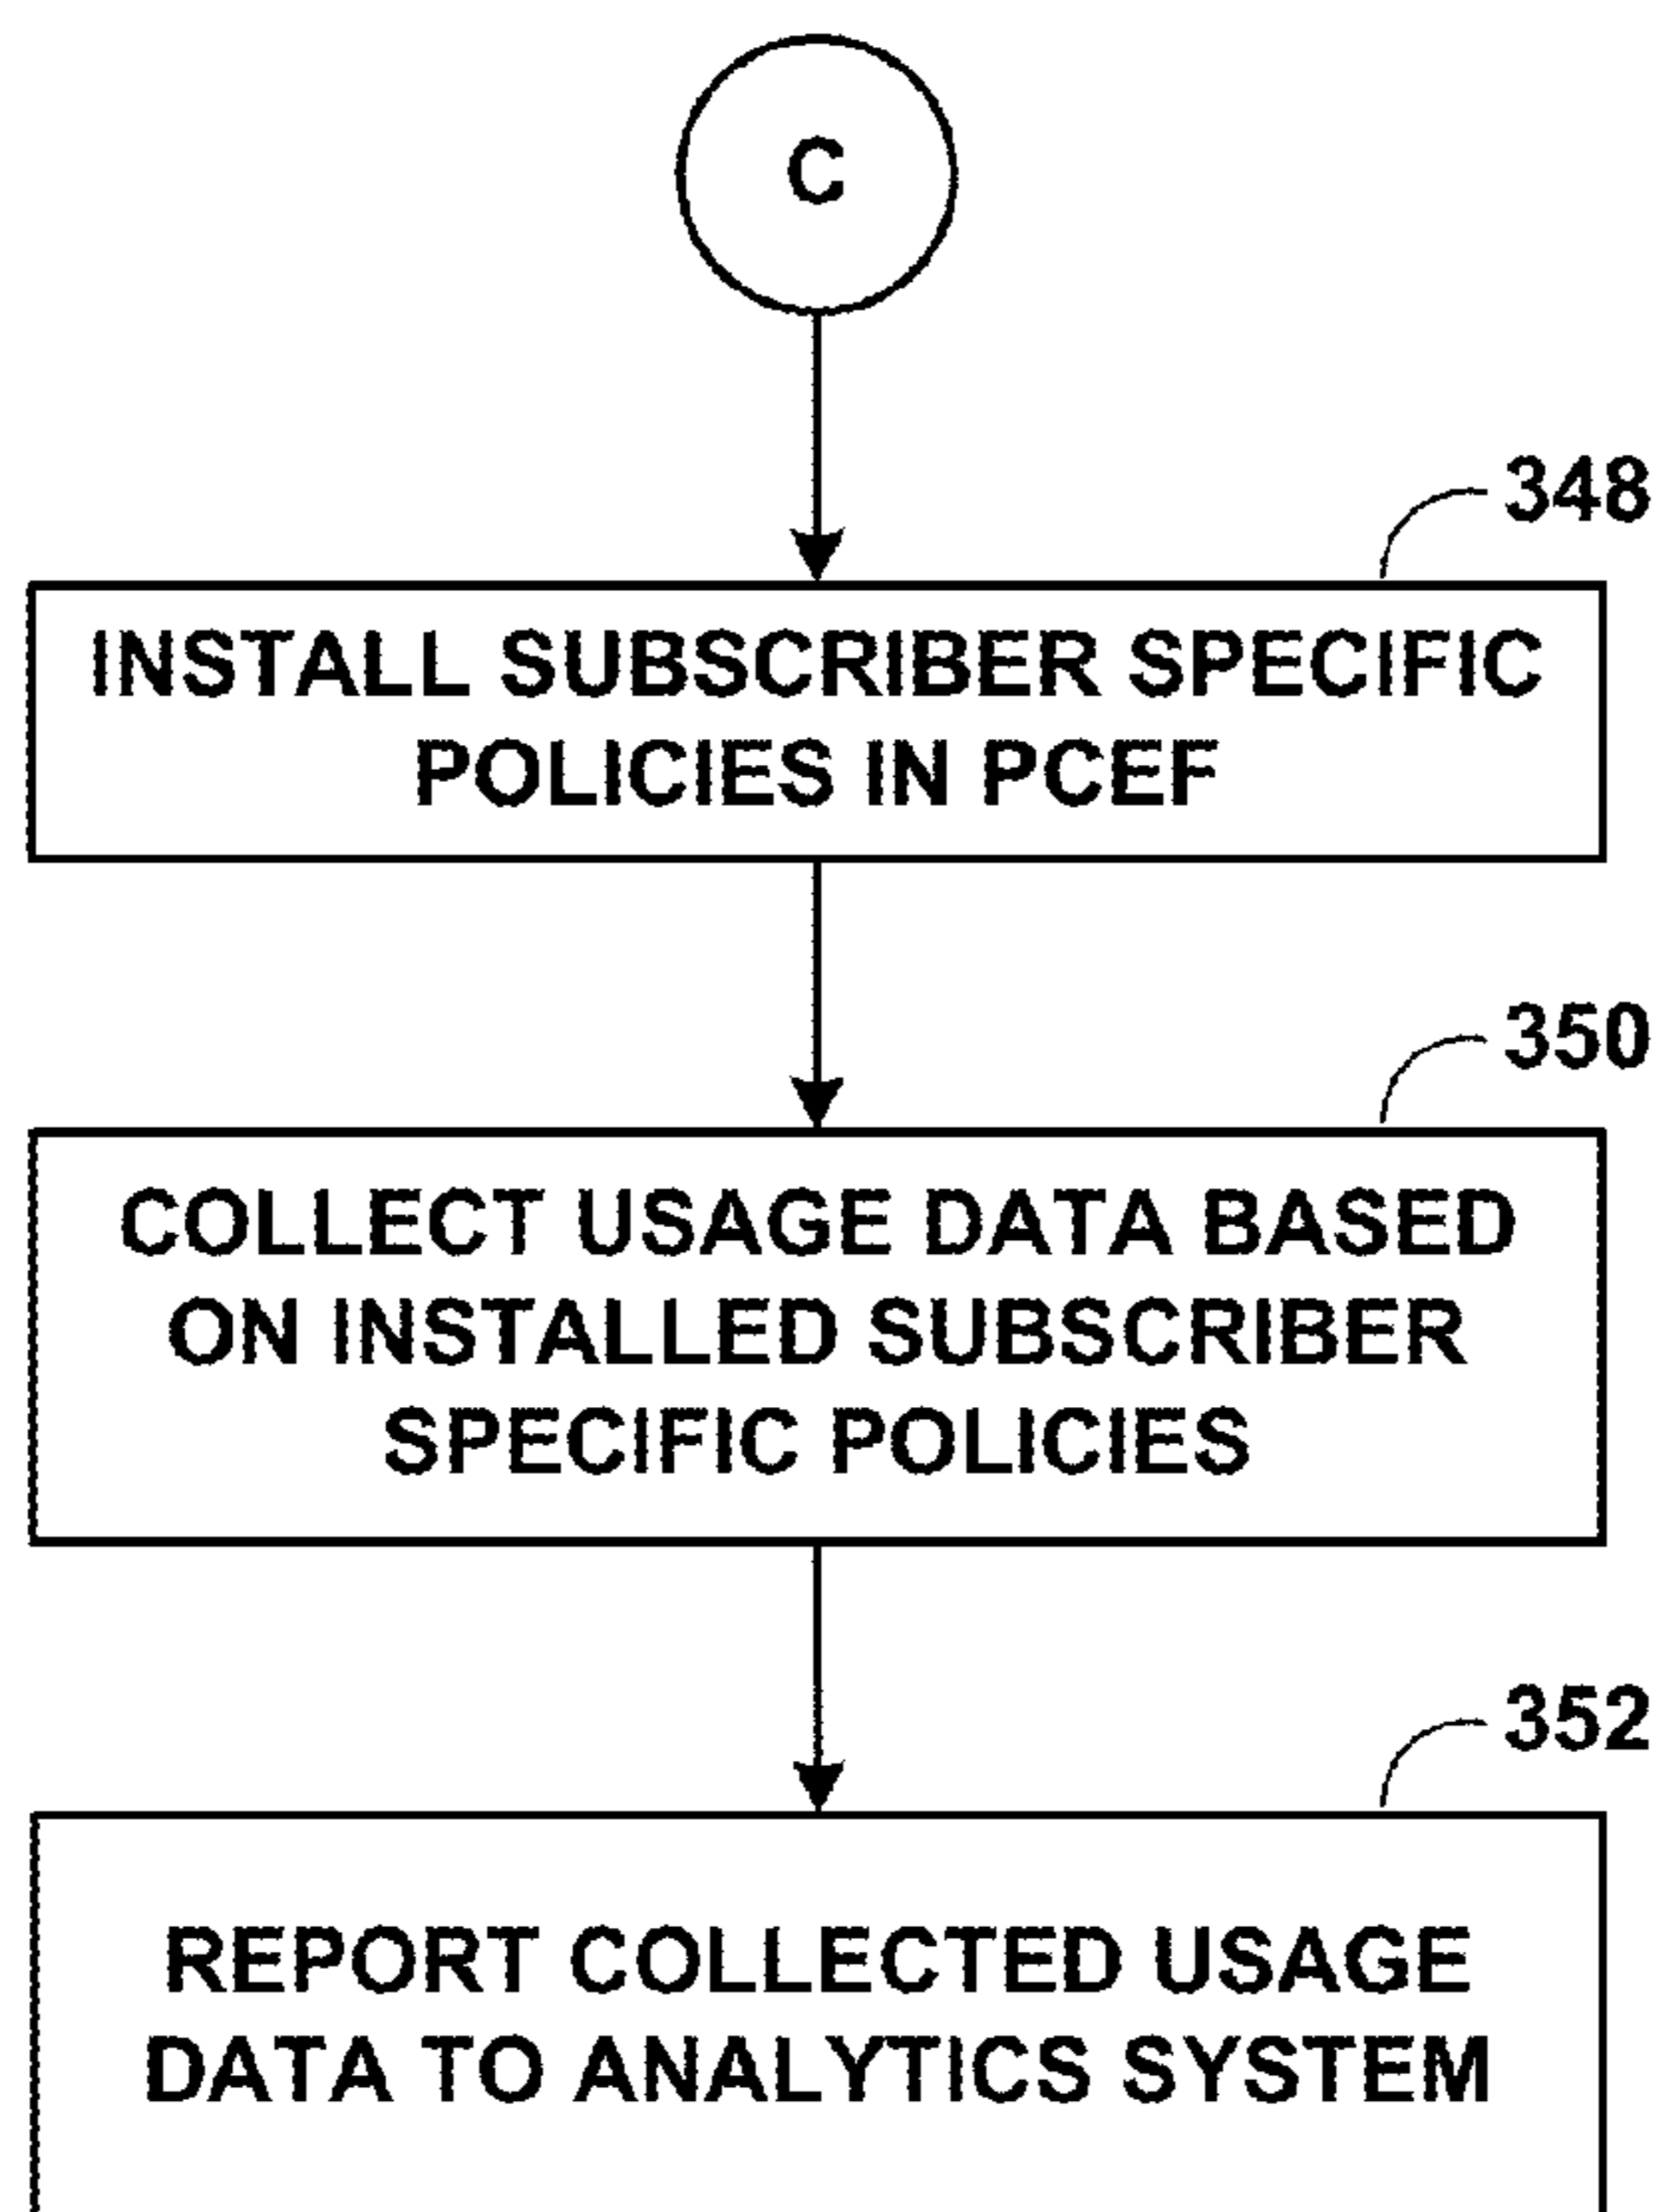 C
348
INSTALL SUBSCRIBER SPECIFIC
POLICIES IN PCEF
350
COLLECT USAGE DATA BASED
ON INSTALLED SUBSCRIBER
SPECIFIC POLICIES
352
REPORT COLLECTED USAGE
DATA TO ANALYTICS SYSTEM